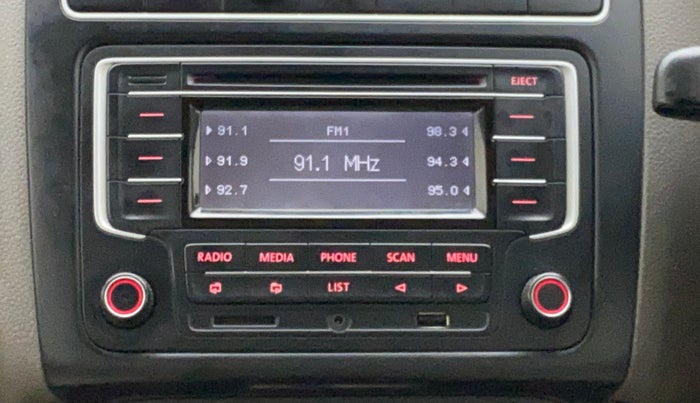 EJECT
91.1 FM1 98.3
91.9 91.1 MHz 94.3
92.7 95.0
RADIO MEDIA PHONE SCAN MENU
LIST